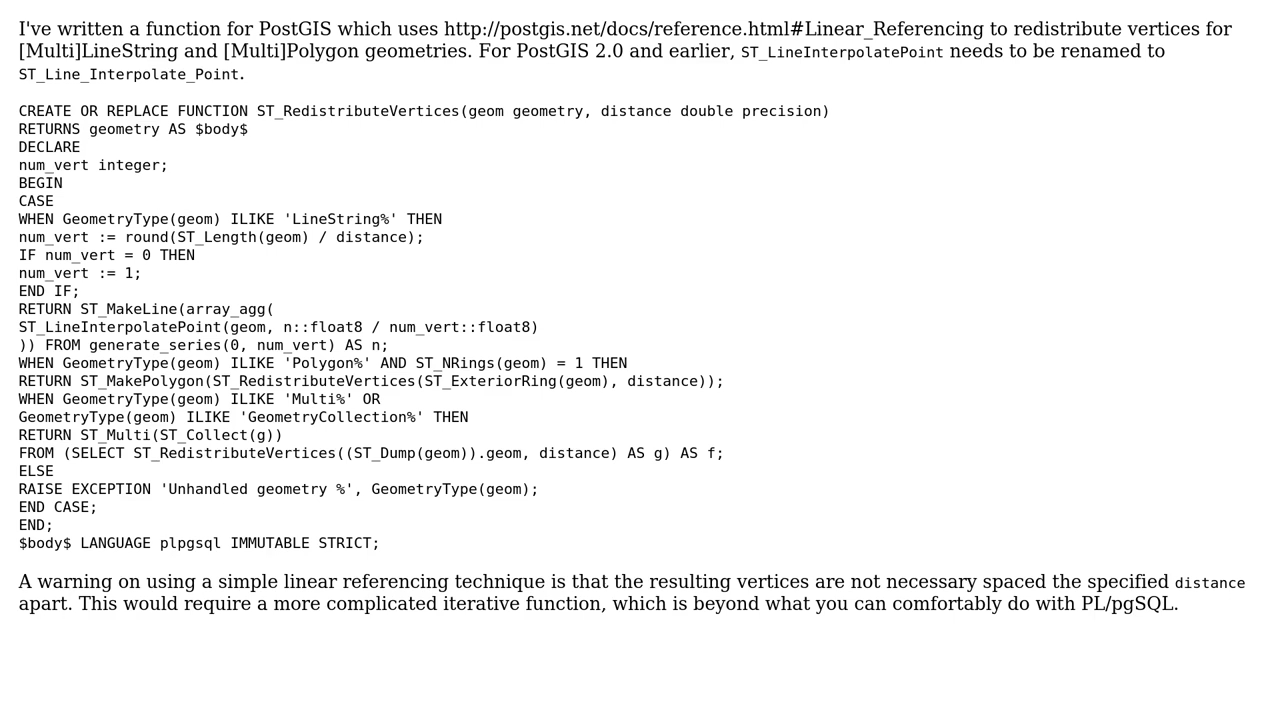 I've written a function for PostGIS which uses http://postgis.net/docs/reference.html#Linear_Referencing to redistribute vertices for
[Multi]LineString and [Multi]Polygon geometries. For PostGIS 2.0 and earlier, ST_LineInterpolatePoint needs to be renamed to
ST_Line_Interpolate_Point.
CREATE OR REPLACE FUNCTION ST_RedistributeVertices(geom geometry, distance double precision)
RETURNS geometry AS $body$
DECLARE
num_vert integer;
BEGIN
CASE
WHEN GeometryType(geom) ILIKE 'LineString%' THEN
num_vert := round(ST_Length(geom) / distance);
IF num_vert = 0 THEN
num_vert := 1;
END IF;
RETURN ST_MakeLine(array_agg(
ST_LineInterpolatePoint(geom, n::float8 / num_vert::float8)
)) FROM generate_series(0, num_vert) AS n;
WHEN GeometryType(geom) ILIKE 'Polygon%' AND ST_NRings(geom) = 1 THEN
RETURN ST_MakePolygon(ST_RedistributeVertices(ST_ExteriorRing(geom), distance));
WHEN GeometryType(geom) ILIKE 'Multi%' OR
GeometryType(geom) ILIKE 'GeometryCollection%' THEN
RETURN ST_Multi(ST_Collect(g))
FROM (SELECT ST_RedistributeVertices((ST_Dump(geom)).geom, distance) AS g) AS f;
ELSE
RAISE EXCEPTION 'Unhandled geometry %', GeometryType(geom);
END CASE;
END;
$body$ LANGUAGE plpgsql IMMUTABLE STRICT;
A warning on using a simple linear referencing technique is that the resulting vertices are not necessary spaced the specified distance
apart. This would require a more complicated iterative function, which is beyond what you can comfortably do with PL/pgSQL.